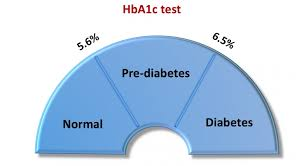 HbA1c test
5.6%
6.5%
Pre-diabetes
Normal
Diabetes